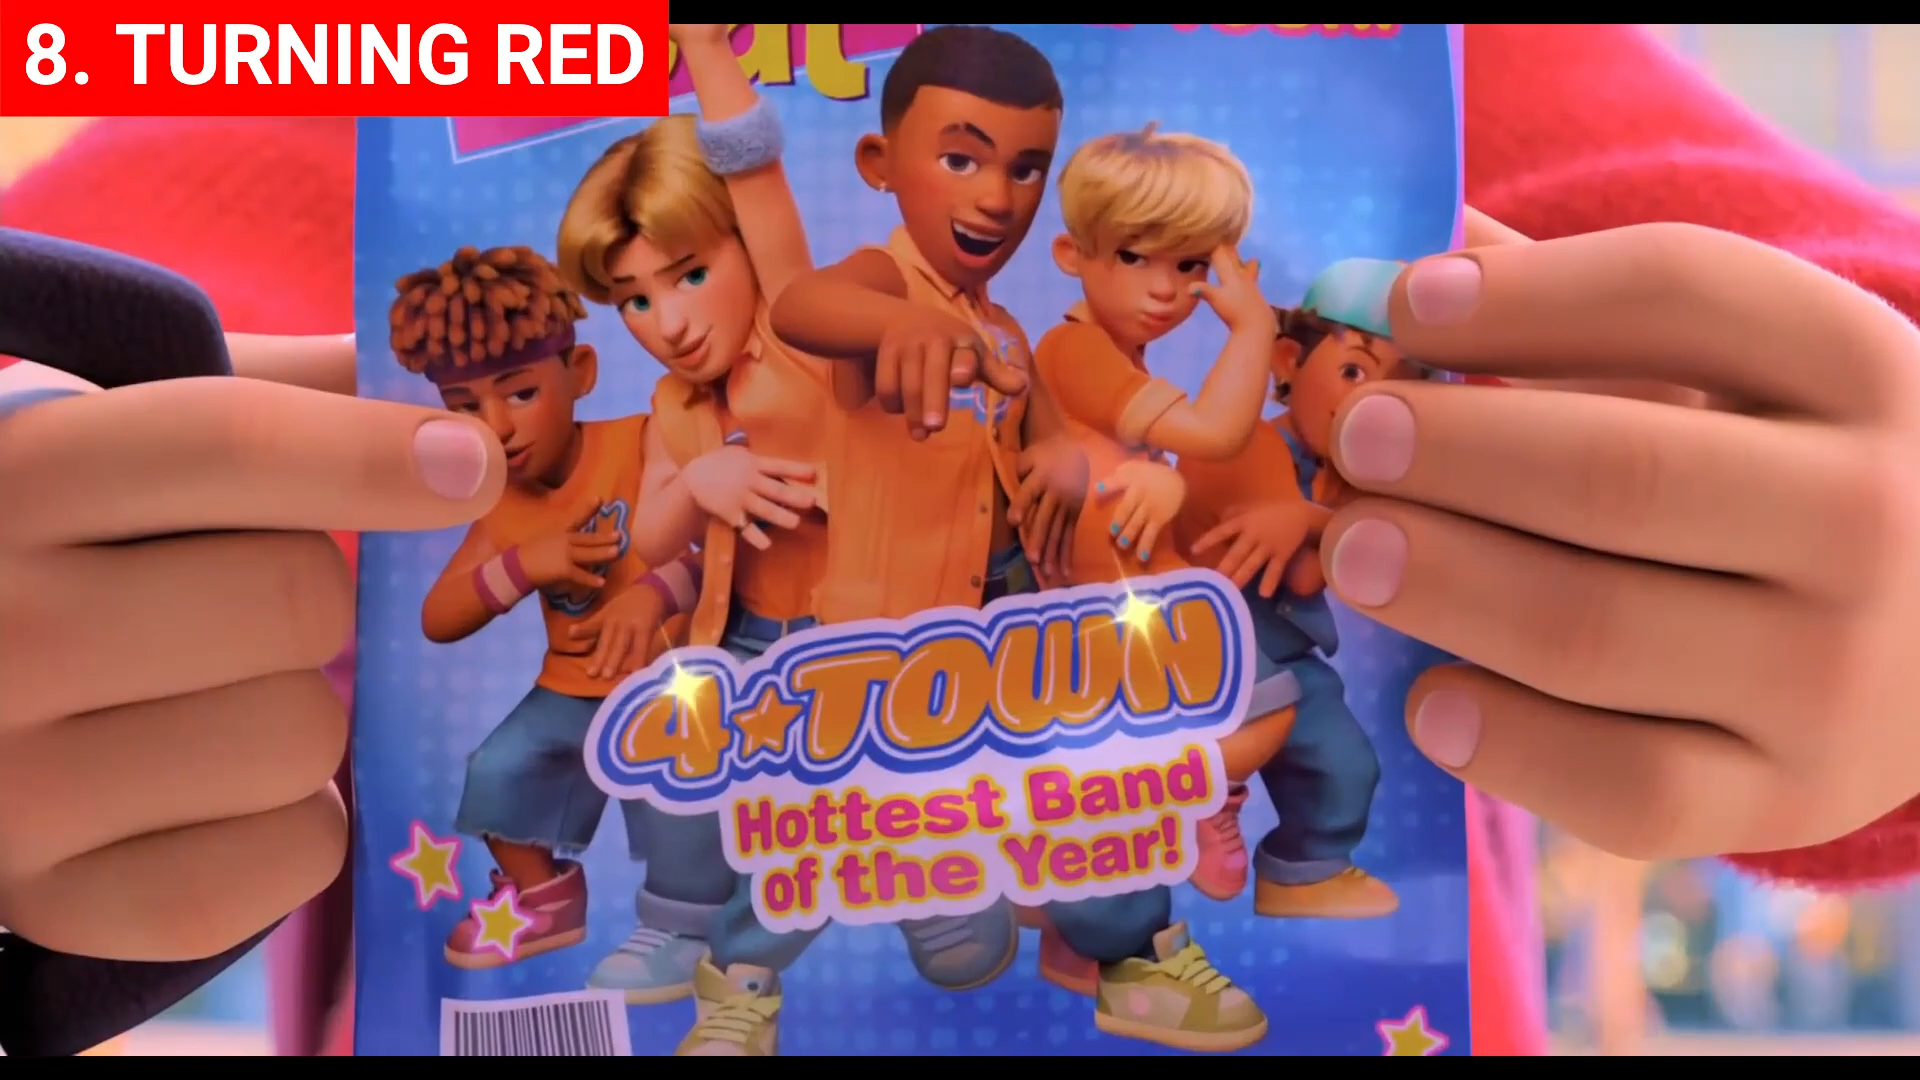 8. TURNING RED
4★TOWN
Hottest Band
of the Year!